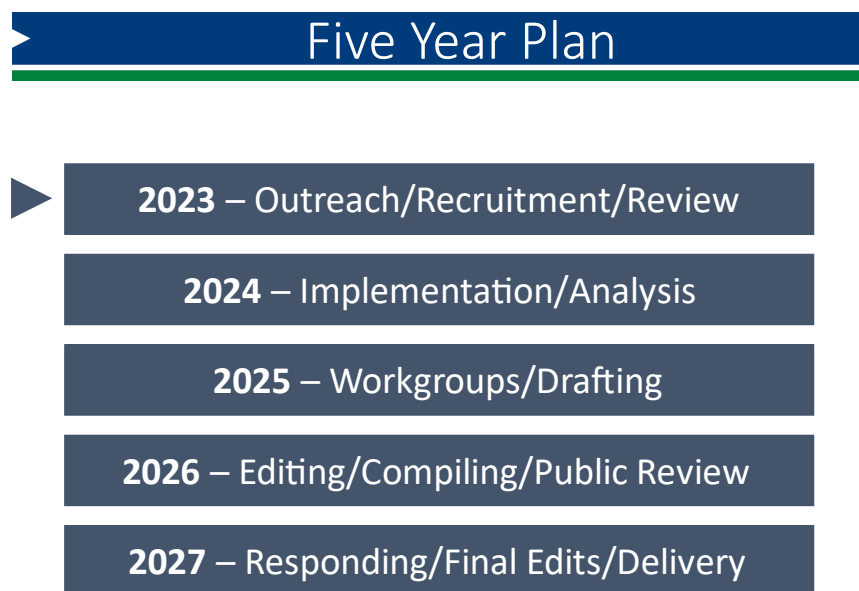 Five Year Plan
2023 – Outreach/Recruitment/Review
2024 – Implementation/Analysis
2025 – Workgroups/Drafting
2026 – Editing/Compiling/Public Review
2027 – Responding/Final Edits/Delivery